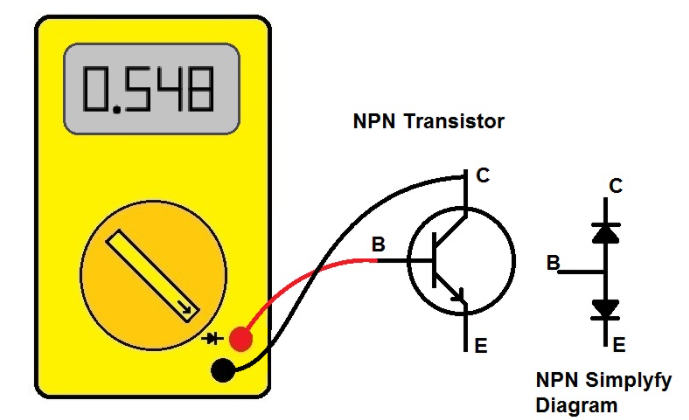 0.548
NPN Transistor
C
B
E
C
B
E
NPN Simplyfy
Diagram